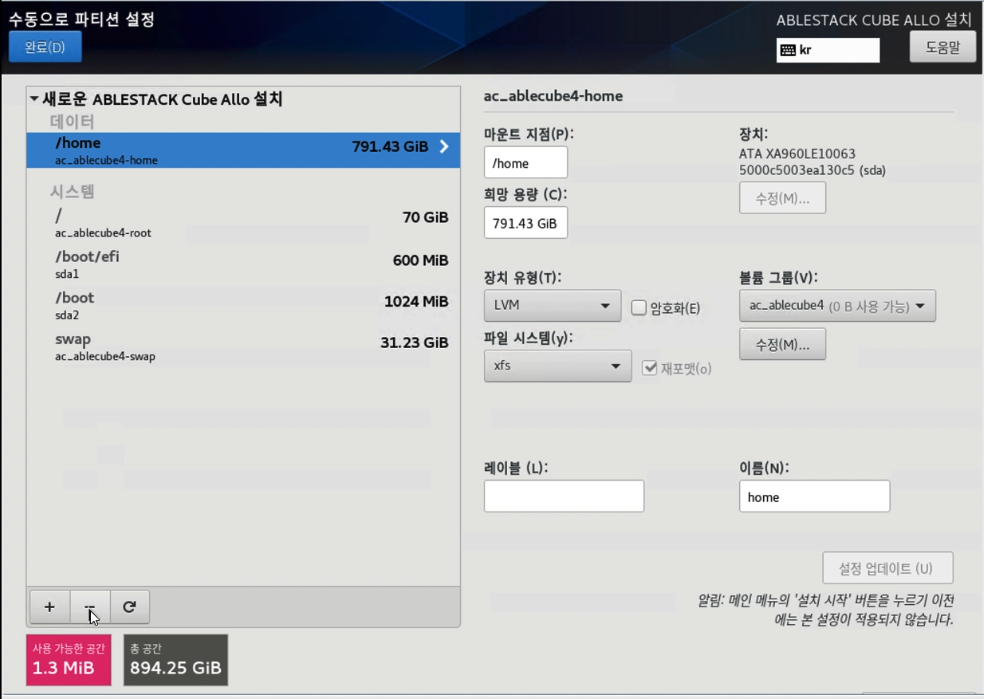 수동으로 파티션 설정
ABLESTACK CUBE ALLO 설치
완료(D)
kr
도움말
새로운 ABLESTACK Cube Allo 설치
데이터
/home
791.43 GiB
ac_ablecube4-home
시스템
/
70 GiB
ac_ablecube4-root
/boot/efi
600 MiB
sda1
/boot
1024 MiB
sda2
swap
31.23 GiB
ac_ablecube4-swap
+
-
사용 가능한 공간
1.3 MiB
총 공간
894.25 GiB
ac_ablecube4-home
마운트 지점(P):
/home
희망 용량 (C):
791.43 GiB
장치:
ATA XA960LE10063
5000c5003ea130c5 (sda)
수정(M)...
장치 유형(T):
LVM
암호화(E)
볼륨 그룹(V):
ac_ablecube4 (0 B 사용 가능)
파일 시스템(y):
xfs
재포맷(o)
수정(M)...
레이블 (L):
이름(N):
home
설정 업데이트 (U)
알림: 메인 메뉴의 '설치 시작' 버튼을 누르기 이전
에는 본 설정이 적용되지 않습니다.